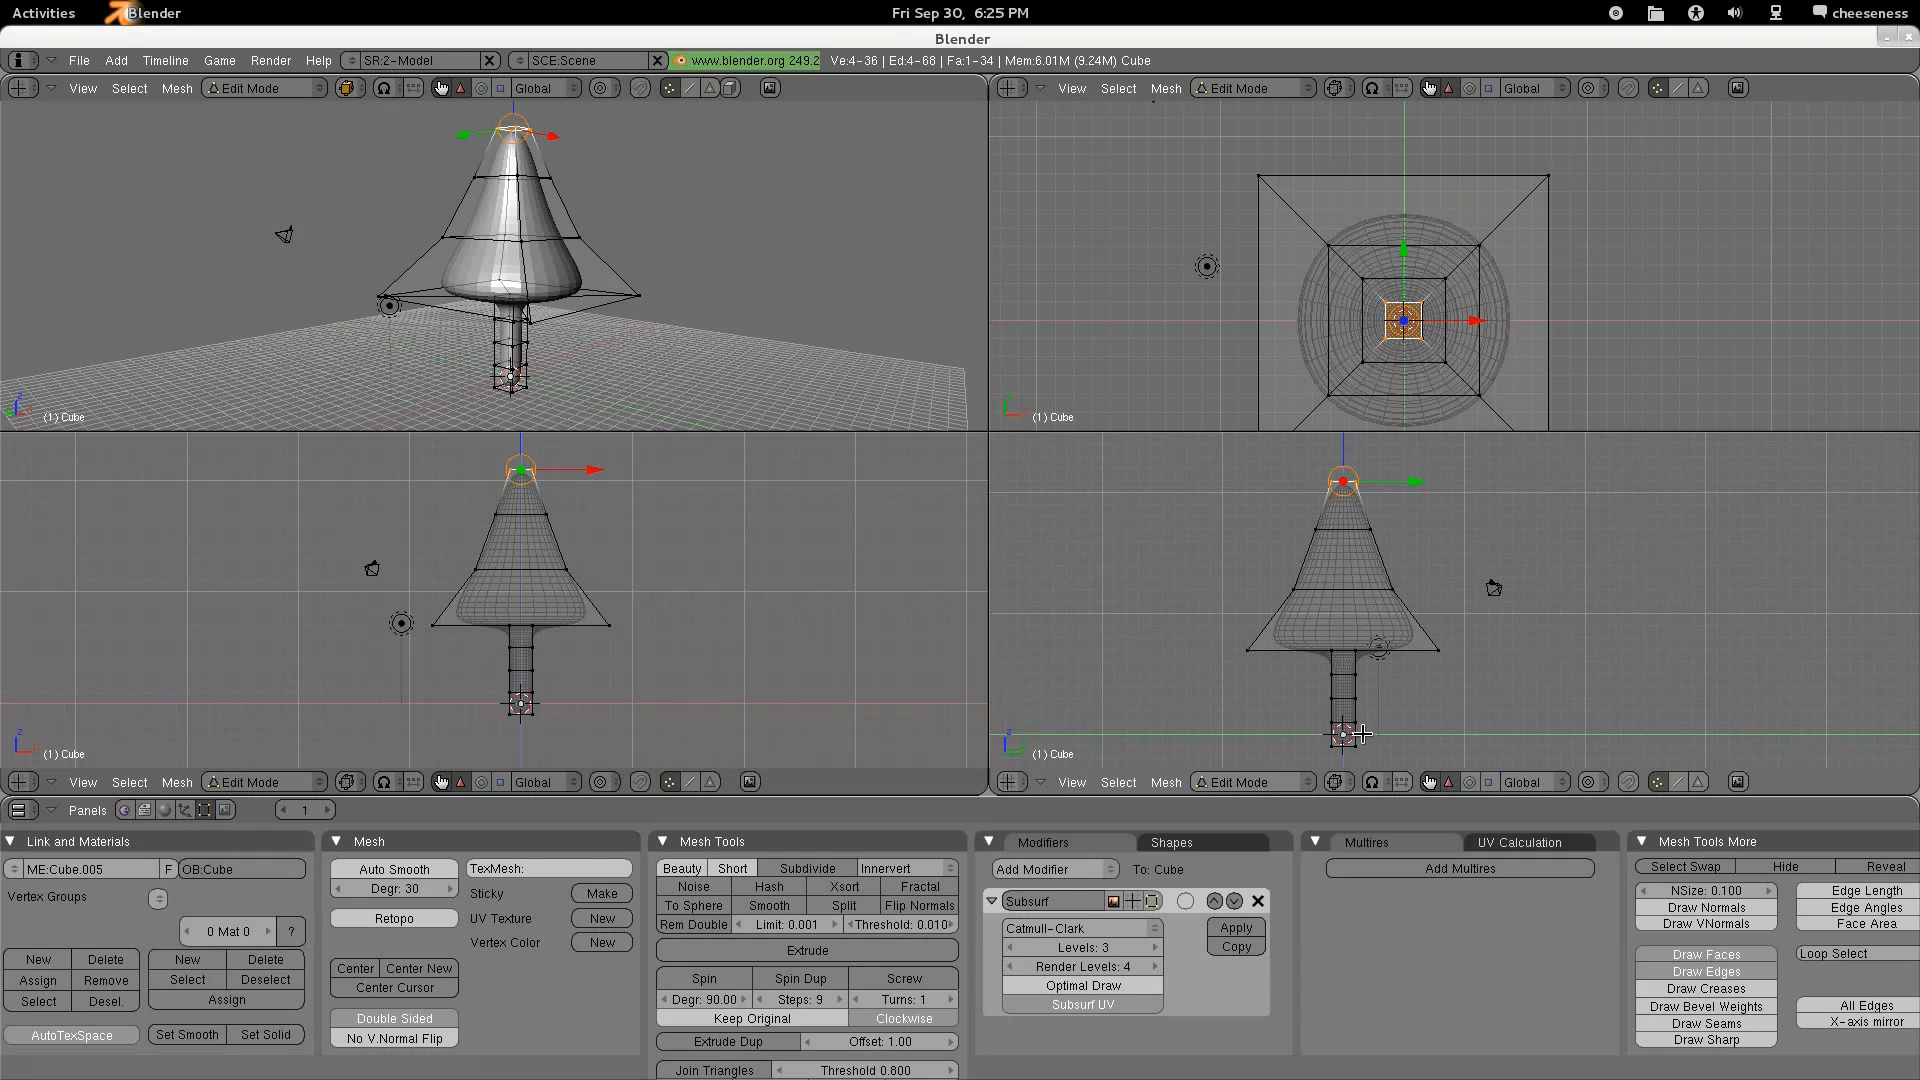 Activities Blender Fri Sep 30, 6:25 PM cheeseness
Blender
File Add Timeline Game Render Help SR:2-Model SCE:Scene www.blender.org 249.2 Ve:4-36 | Ed:4-68 | Fa:1-34 | Mem:6.01M (9.24M) Cube
View Select Mesh Edit Mode Global View Select Mesh Edit Mode Global
(1) Cube (1) Cube
(1) Cube (1) Cube
View Select Mesh Edit Mode Global View Select Mesh Edit Mode Global
Panels 1
Link and Materials
ME:Cube.005 F OB:Cube
Vertex Groups
0 Mat 0 ?
New Delete New Delete
Assign Remove Select Deselect
Select Desel. Assign
AutoTexSpace Set Smooth Set Solid
Mesh
Auto Smooth TexMesh:
Degr: 30 Sticky Make
Retopo UV Texture New
Vertex Color New
Center Center New
Center Cursor
Double Sided
No V.Normal Flip
Mesh Tools
Beauty Short Subdivide Innervert
Noise Hash Xsort Fractal
To Sphere Smooth Split Flip Normals
Rem Double Limit: 0.001 Threshold: 0.010
Extrude
Spin Spin Dup Screw
Degr: 90.00 Steps: 9 Turns: 1
Keep Original Clockwise
Extrude Dup Offset: 1.00
Join Triangles Threshold 0.800
Modifiers Shapes
Add Modifier To: Cube
Subsurf
Catmull-Clark Apply
Levels: 3 Copy
Render Levels: 4
Optimal Draw
Subsurf UV
Multires UV Calculation
Add Multires
Mesh Tools More
Select Swap Hide Reveal
NSize: 0.100 Edge Length
Draw Normals Edge Angles
Draw VNormals Face Area
Draw Faces Loop Select
Draw Edges
Draw Creases
Draw Bevel Weights All Edges
Draw Seams X-axis mirror
Draw Sharp